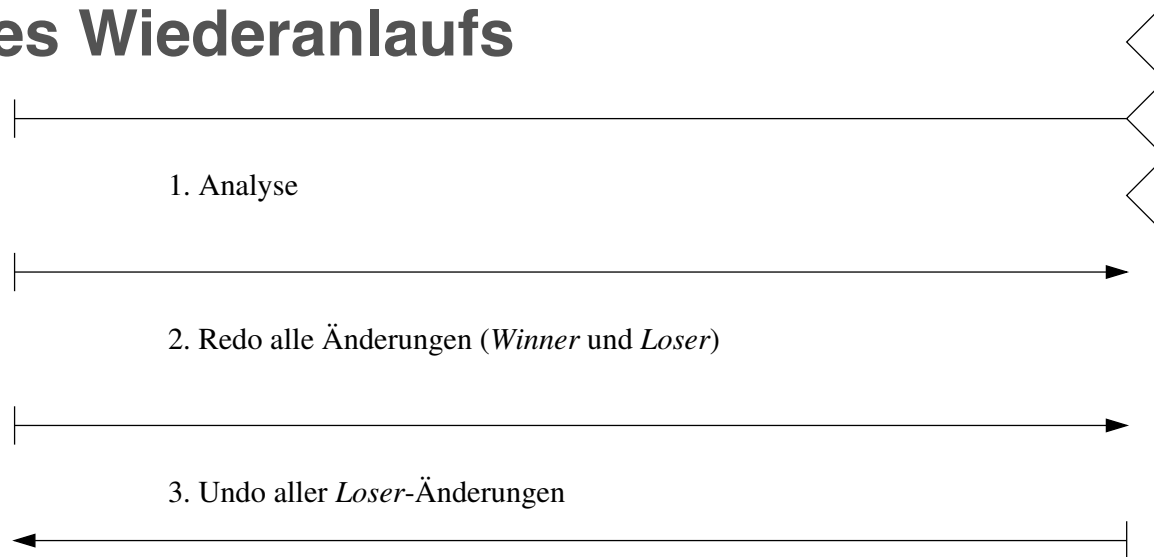 es Wiederanlaufs
1. Analyse
2. Redo alle Änderungen (Winner und Loser)
3. Undo aller Loser-Änderungen